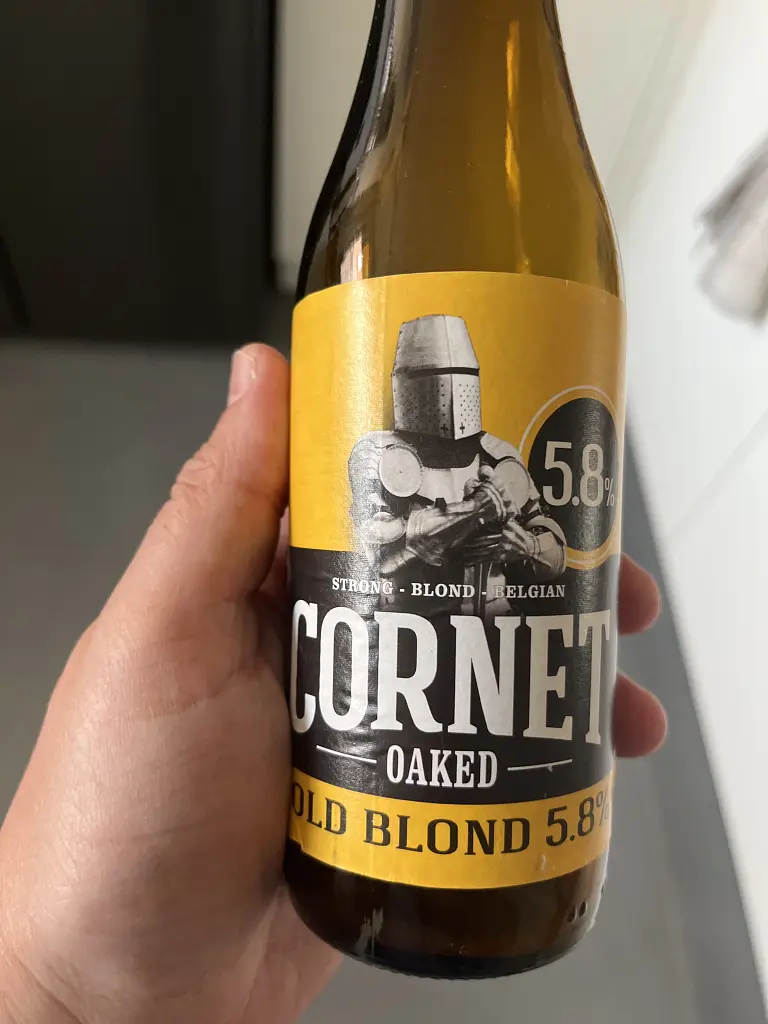 5.8%
STRONG - BLOND - BELGIAN
CORNET
OAKED
OLD BLOND 5.8%